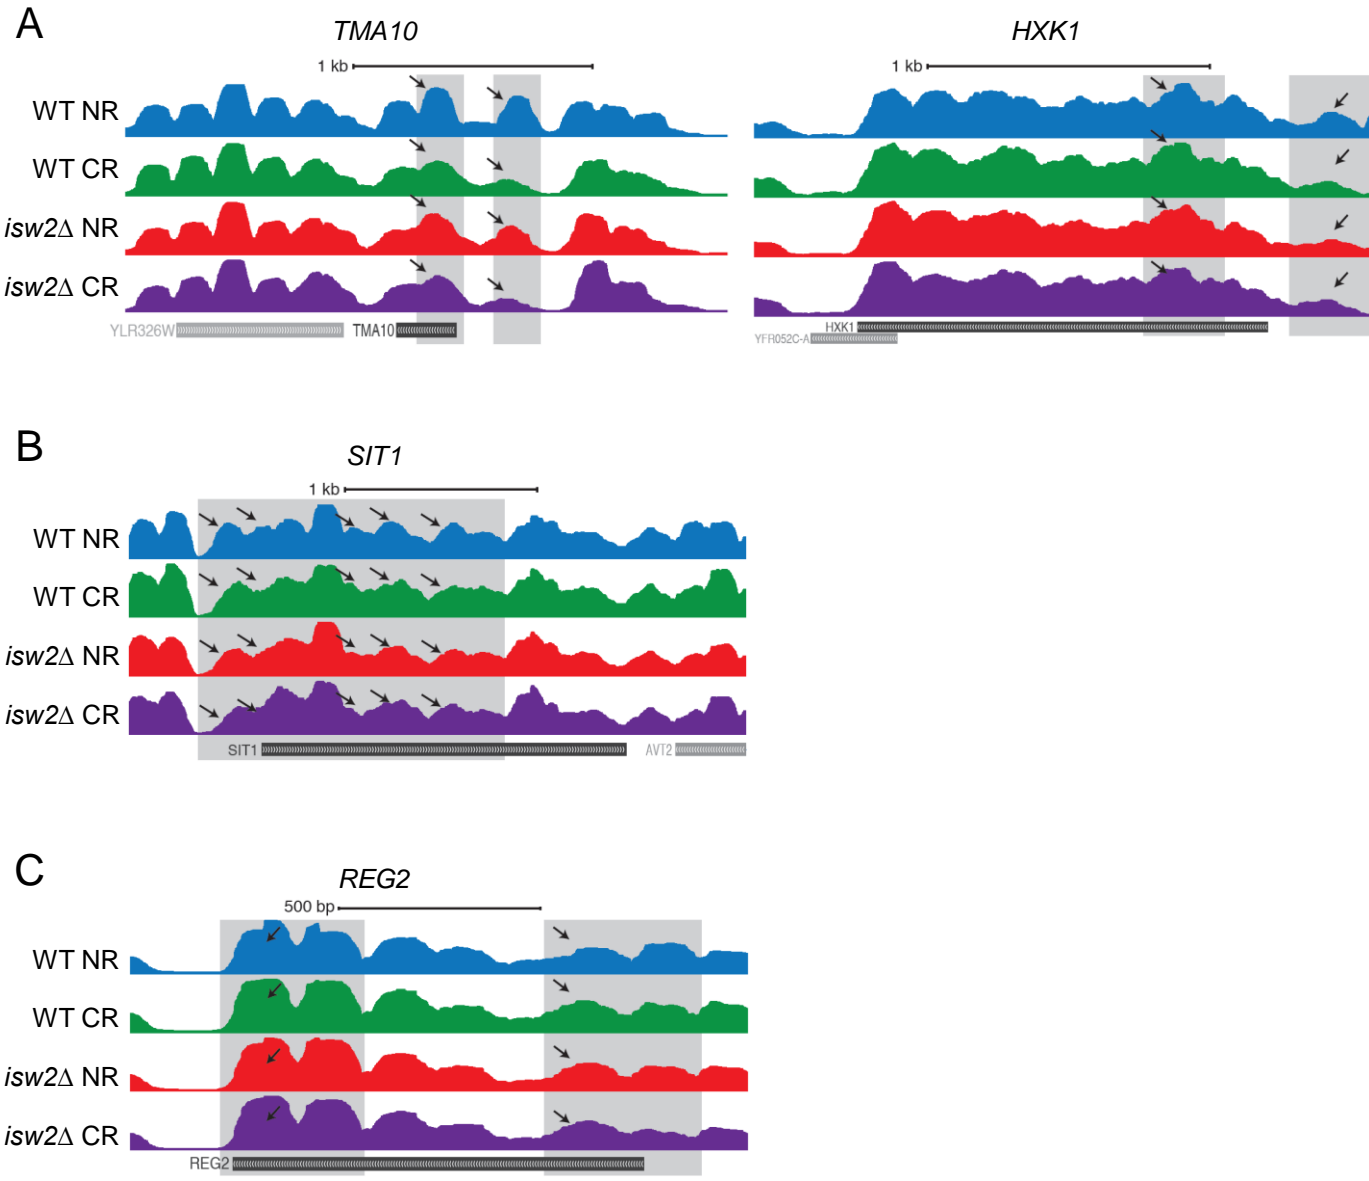 A
TMA10
HXK1
1 kb
1 kb
WT NR
WT CR
isw2Δ NR
isw2Δ CR
YLR326W
TMA10
HXK1
YFR052C-A
B
SIT1
1 kb
WT NR
WT CR
isw2Δ NR
isw2Δ CR
SIT1
AVT2
C
REG2
500 bp
WT NR
WT CR
isw2Δ NR
isw2Δ CR
REG2